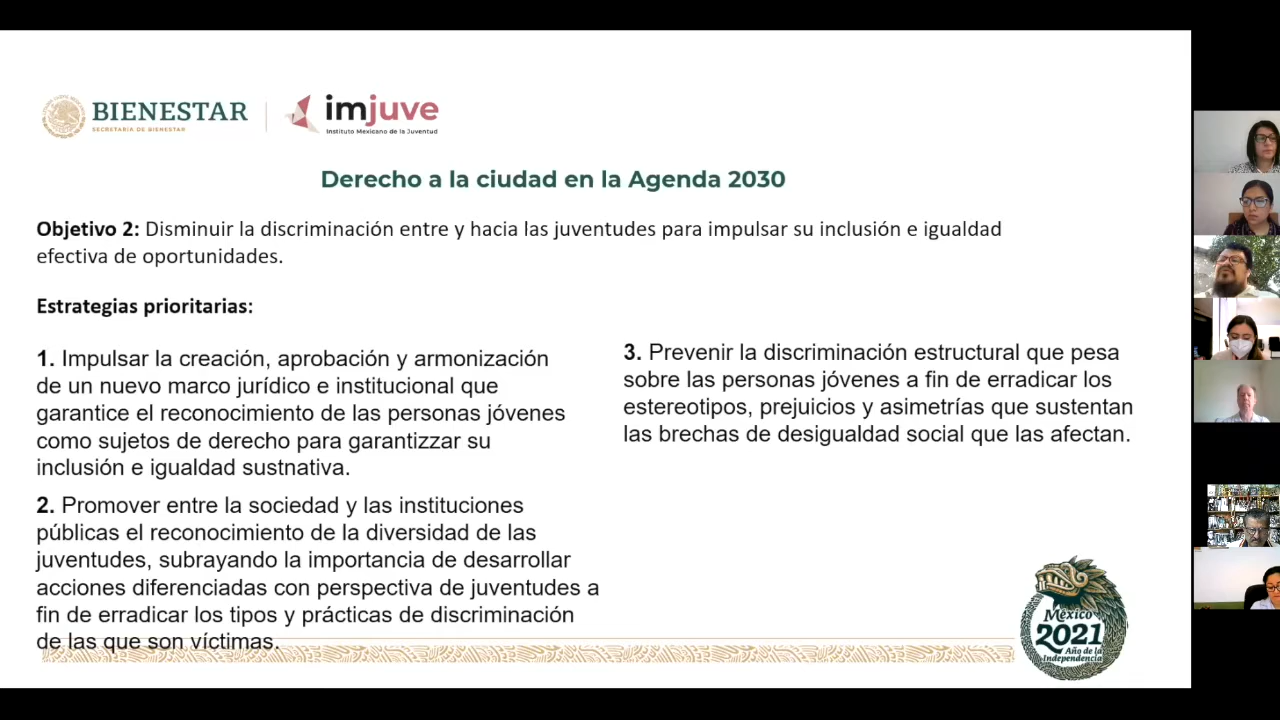 BIENESTAR
SECRETARÍA DE BIENESTAR
imjuve
Instituto Mexicano de la Juventud
Derecho a la ciudad en la Agenda 2030
Objetivo 2: Disminuir la discriminación entre y hacia las juventudes para impulsar su inclusión e igualdad
efectiva de oportunidades.
Estrategias prioritarias:
1. Impulsar la creación, aprobación y armonización
de un nuevo marco jurídico e institucional que
garantice el reconocimiento de las personas jóvenes
como sujetos de derecho para garantizzar su
inclusión e igualdad sustnativa.
2. Promover entre la sociedad y las instituciones
públicas el reconocimiento de la diversidad de las
juventudes, subrayando la importancia de desarrollar
acciones diferenciadas con perspectiva de juventudes a
fin de erradicar los tipos y prácticas de discriminación
de las que son víctimas.
3. Prevenir la discriminación estructural que pesa
sobre las personas jóvenes a fin de erradicar los
estereotipos, prejuicios y asimetrías que sustentan
las brechas de desigualdad social que las afectan.
México
2021
Año de la
Independencia